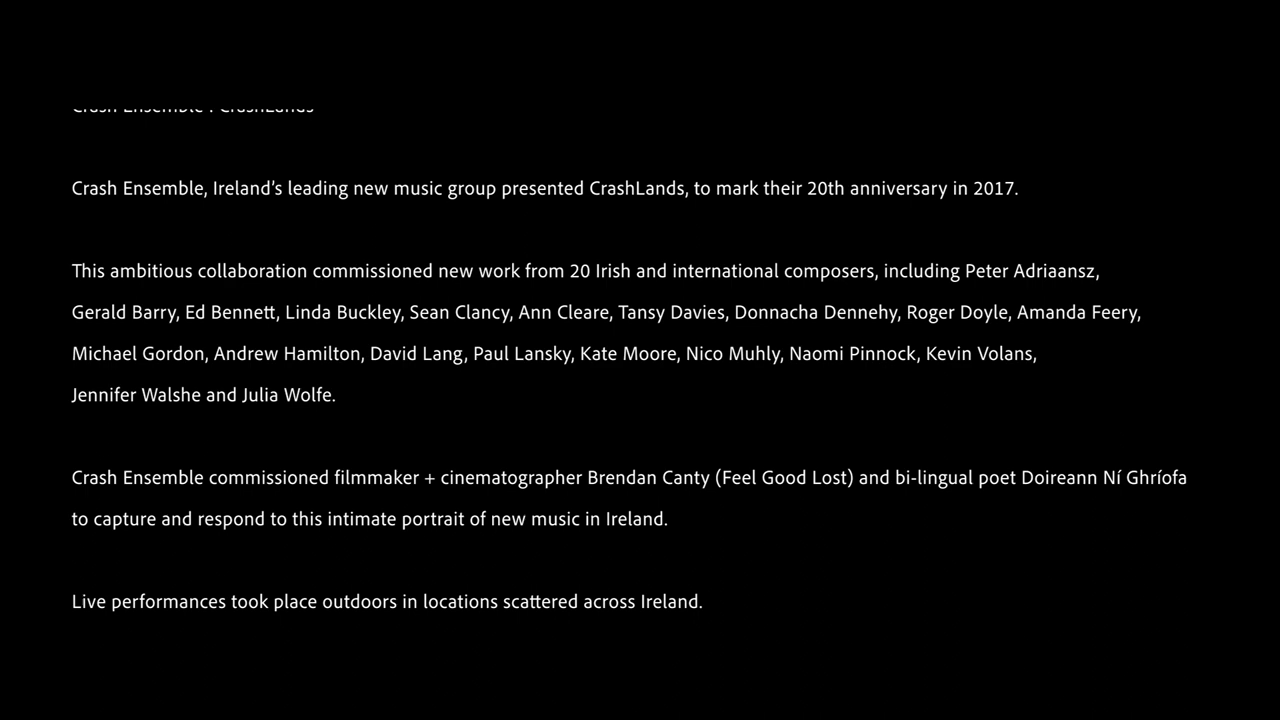 Crash Ensemble : CrashLands
Crash Ensemble, Ireland’s leading new music group presented CrashLands, to mark their 20th anniversary in 2017.
This ambitious collaboration commissioned new work from 20 Irish and international composers, including Peter Adriaansz,
Gerald Barry, Ed Bennett, Linda Buckley, Sean Clancy, Ann Cleare, Tansy Davies, Donnacha Dennehy, Roger Doyle, Amanda Feery,
Michael Gordon, Andrew Hamilton, David Lang, Paul Lansky, Kate Moore, Nico Muhly, Naomi Pinnock, Kevin Volans,
Jennifer Walshe and Julia Wolfe.
Crash Ensemble commissioned filmmaker + cinematographer Brendan Canty (Feel Good Lost) and bi-lingual poet Doireann Ní Ghríofa
to capture and respond to this intimate portrait of new music in Ireland.
Live performances took place outdoors in locations scattered across Ireland.